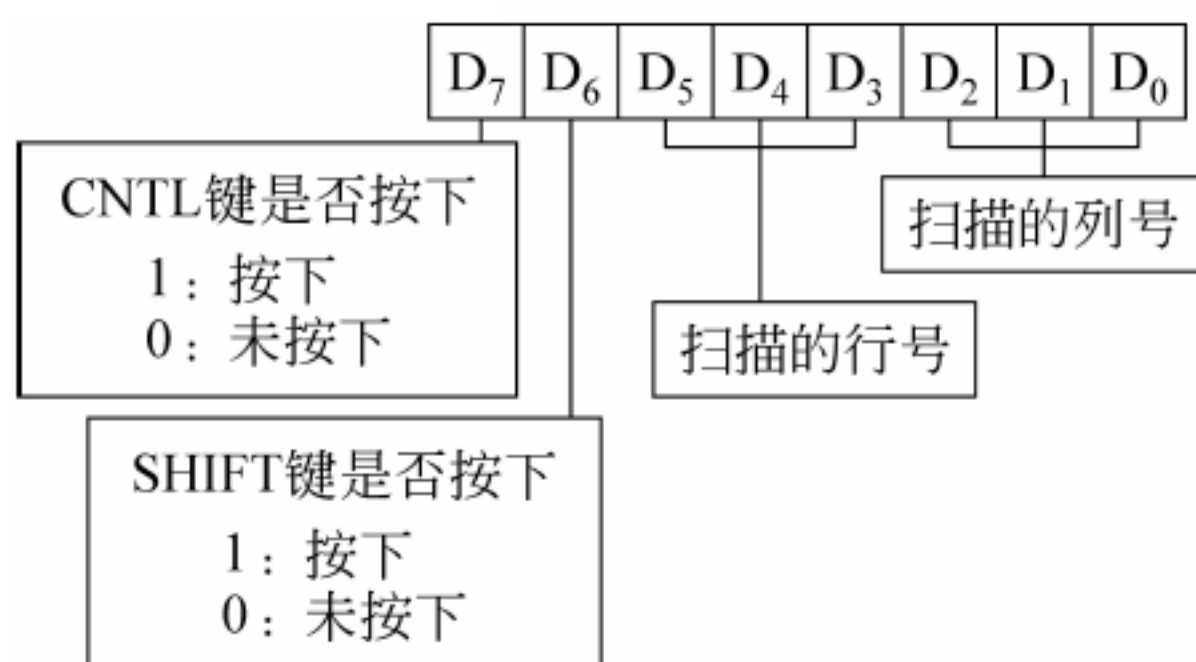 D₇ D₆ D₅ D₄ D₃ D₂ D₁ D₀
CNTL键是否按下
1：按下
0：未按下
扫描的列号
扫描的行号
SHIFT键是否按下
1：按下
0：未按下